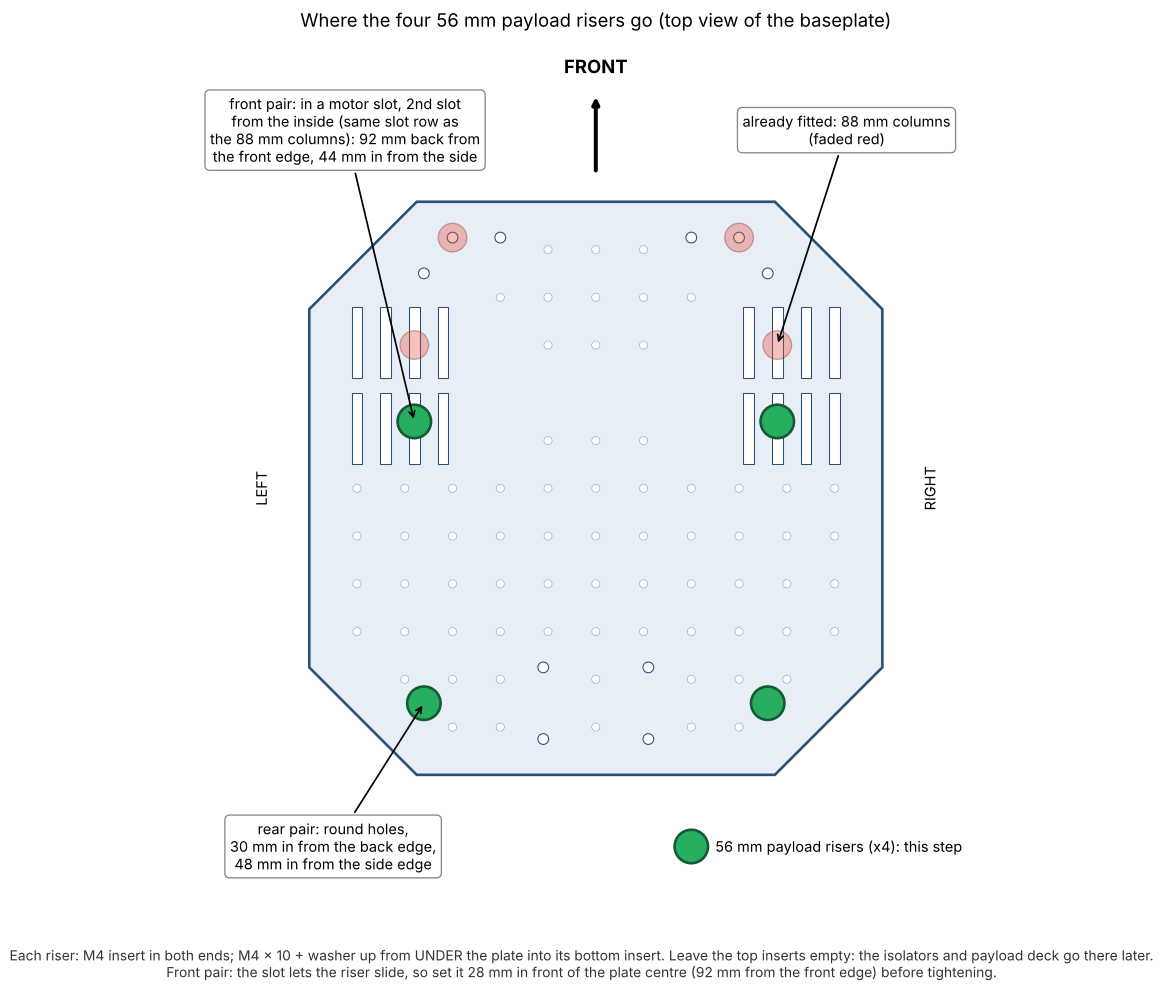 Where the four 56 mm payload risers go (top view of the baseplate)
FRONT
front pair: in a motor slot, 2nd slot
from the inside (same slot row as
the 88 mm columns): 92 mm back from
the front edge, 44 mm in from the side
already fitted: 88 mm columns
(faded red)
LEFT
RIGHT
rear pair: round holes,
30 mm in from the back edge,
48 mm in from the side edge
56 mm payload risers (x4): this step
Each riser: M4 insert in both ends; M4 × 10 + washer up from UNDER the plate into its bottom insert. Leave the top inserts empty: the isolators and payload deck go there later.
Front pair: the slot lets the riser slide, so set it 28 mm in front of the plate centre (92 mm from the front edge) before tightening.